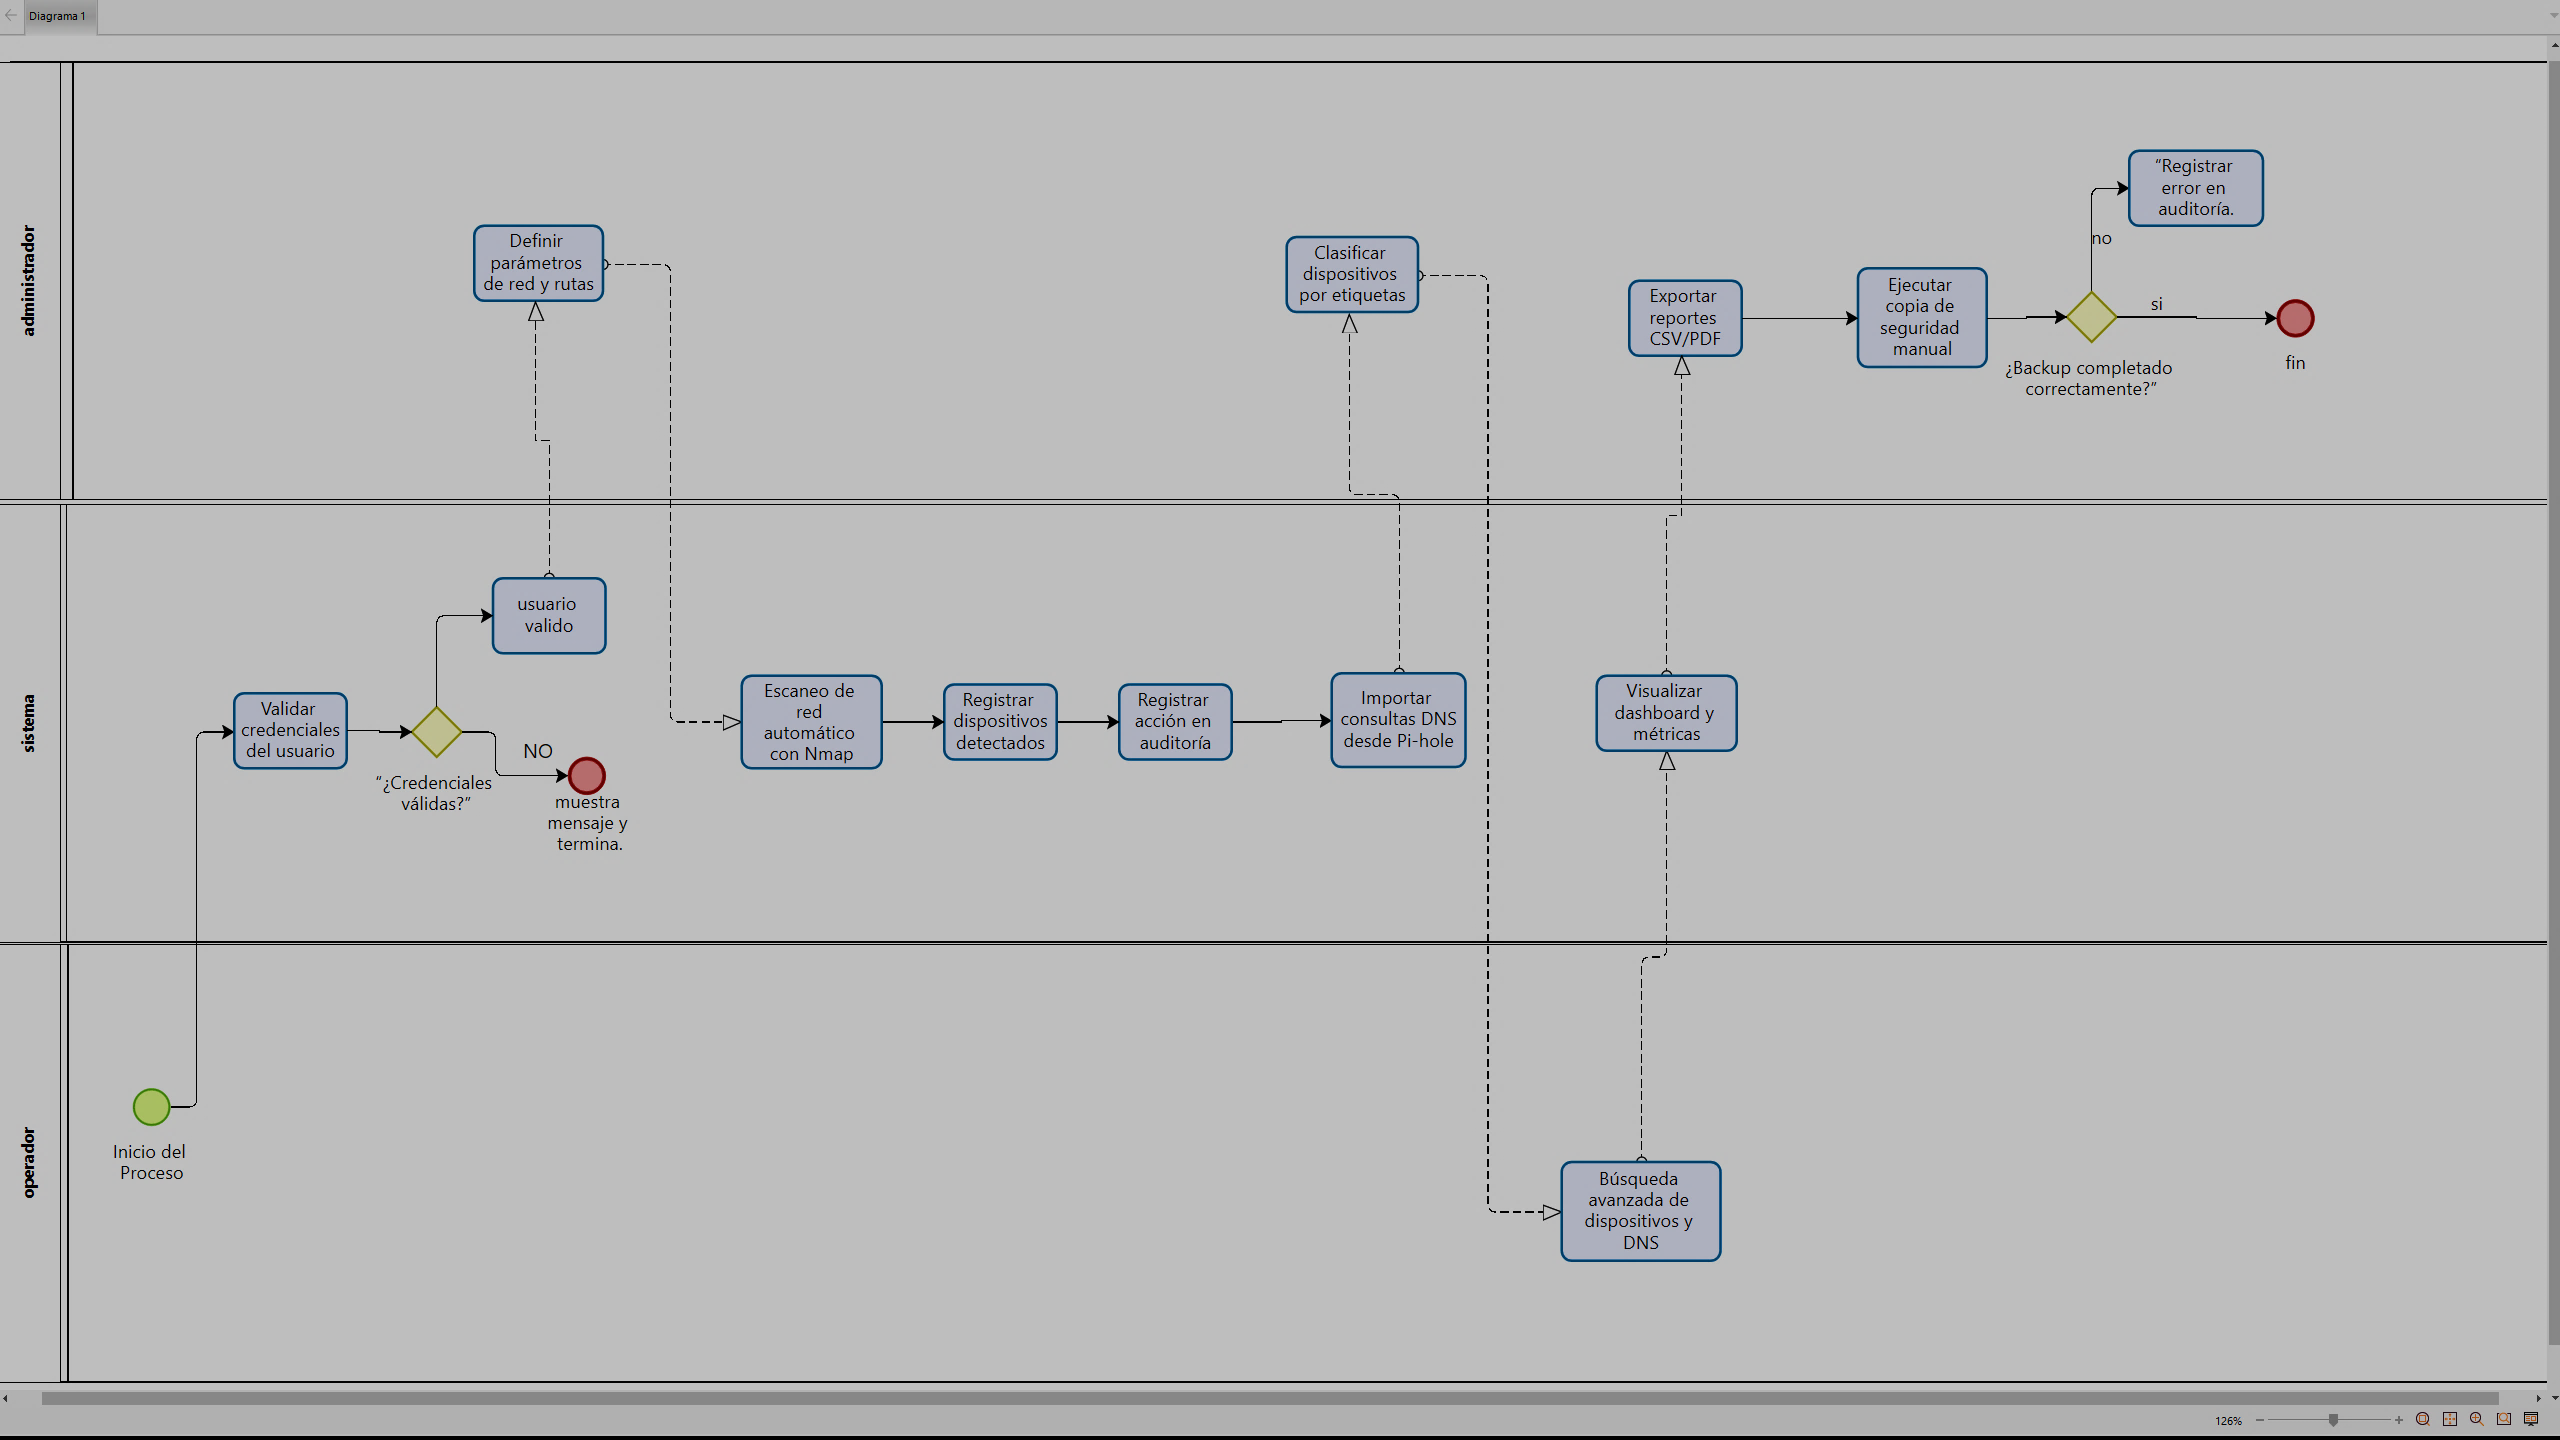 Diagrama 1
administrador
Definir
parámetros
de red y rutas
Clasificar
dispositivos
por etiquetas
Exportar
reportes
CSV/PDF
Ejecutar
copia de
seguridad
manual
no
“Registrar
error en
auditoría.
si
¿Backup completado
correctamente?”
fin
sistema
Validar
credenciales
del usuario
“¿Credenciales
válidas?”
usuario
valido
NO
muestra
mensaje y
termina.
Escaneo de
red
automático
con Nmap
Registrar
dispositivos
detectados
Registrar
acción en
auditoría
Importar
consultas DNS
desde Pi-hole
Visualizar
dashboard y
métricas
operador
Inicio del
Proceso
Búsqueda
avanzada de
dispositivos y
DNS
126%